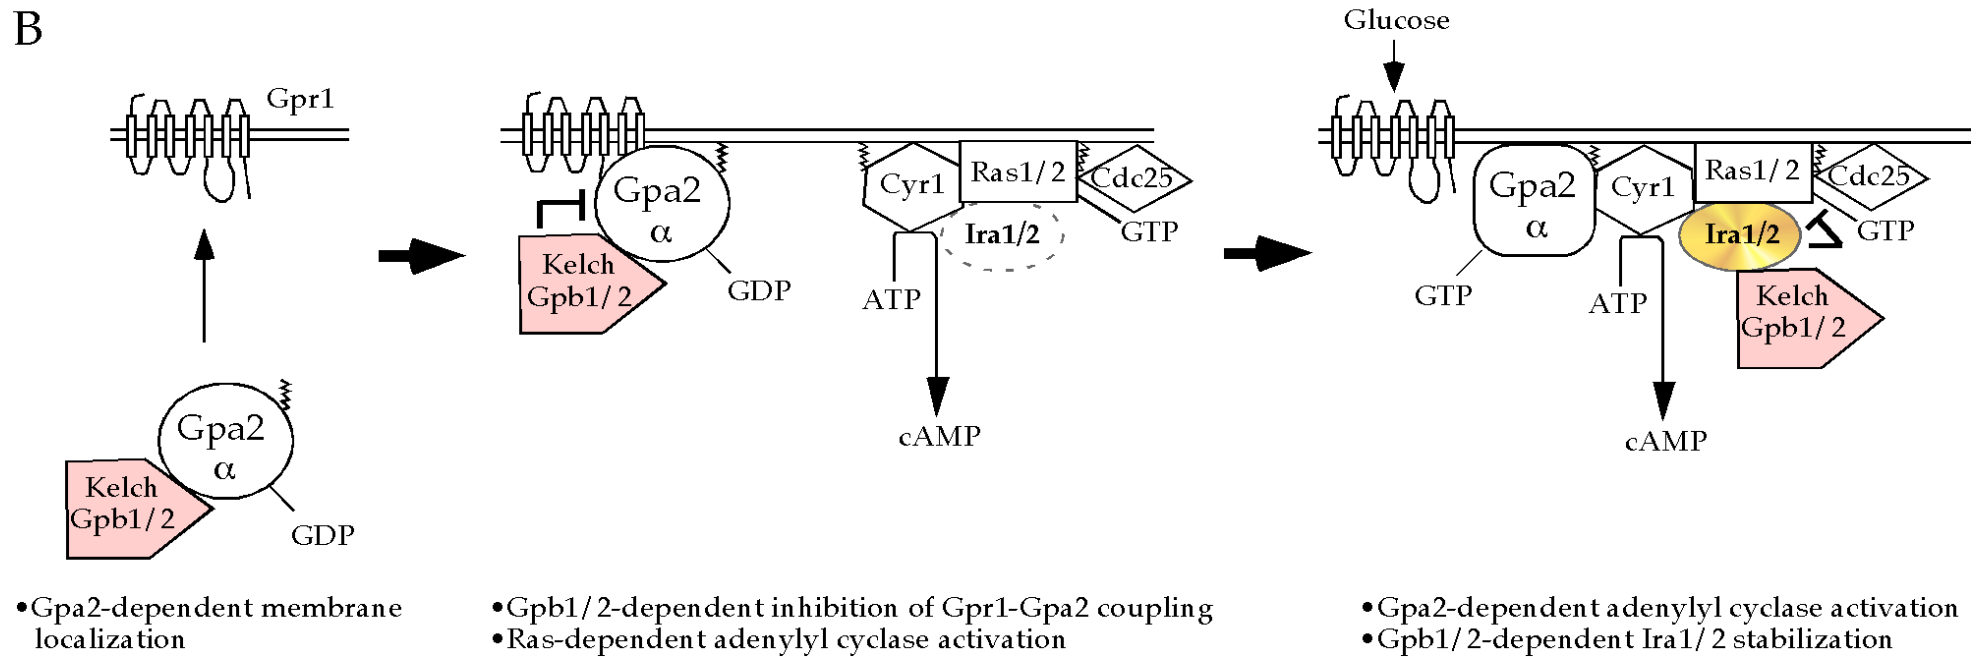 B
Gpr1
Gpa2
α
Kelch
Gpb1/2
GDP
•Gpa2-dependent membrane
localization
Gpa2
α
Kelch
Gpb1/2
GDP
Cyr1
Ras1/2
Cdc25
Ira1/2
GTP
ATP
cAMP
•Gpb1/2-dependent inhibition of Gpr1-Gpa2 coupling
•Ras-dependent adenylyl cyclase activation
Glucose
Gpa2
α
GTP
Cyr1
Ras1/2
Cdc25
Ira1/2
GTP
ATP
Kelch
Gpb1/2
cAMP
•Gpa2-dependent adenylyl cyclase activation
•Gpb1/2-dependent Ira1/2 stabilization